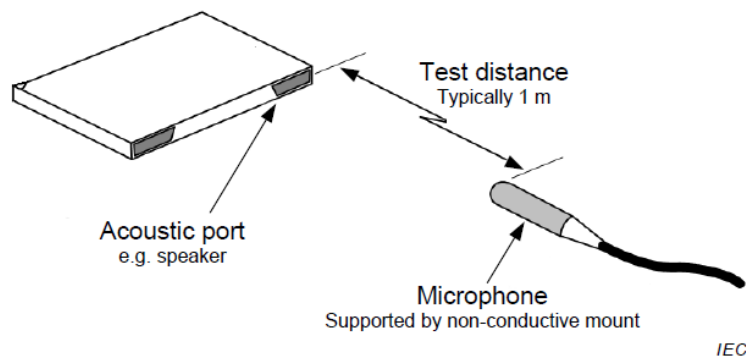 Test distance
Typically 1 m
Acoustic port
e.g. speaker
Microphone
Supported by non-conductive mount
IEC